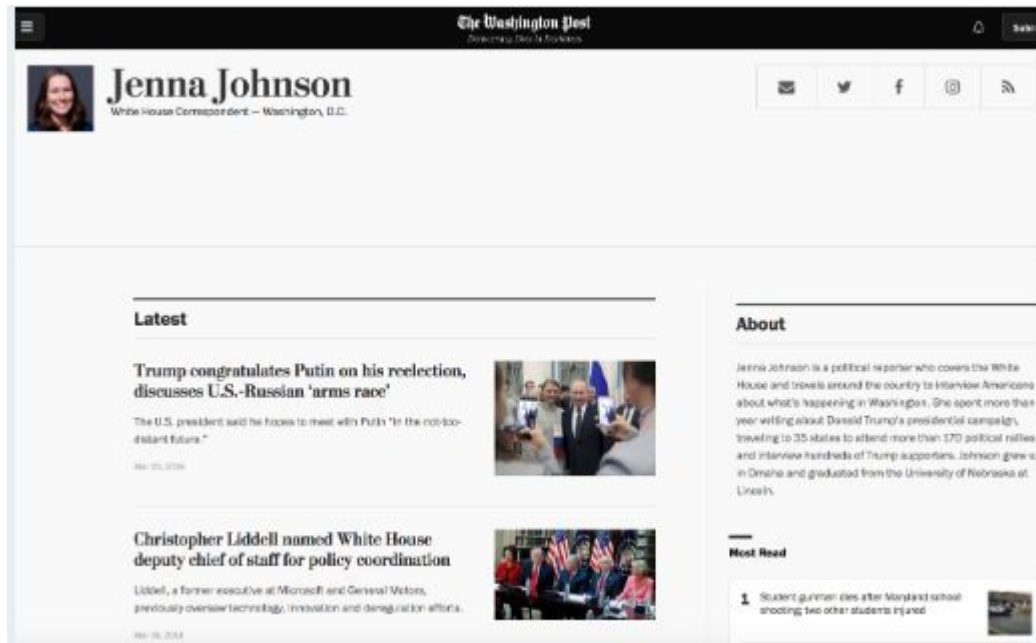 The Washington Post
Democracy Dies in Darkness
Jenna Johnson
White House Correspondent — Washington, D.C.
Latest
Trump congratulates Putin on his reelection,
discusses U.S.-Russian 'arms race'
The U.S. president said he hopes to meet with Putin "in the not-too-
distant future."
Mar 20, 2018
Christopher Liddell named White House
deputy chief of staff for policy coordination
Liddell, a former executive at Microsoft and General Motors,
previously oversaw technology, innovation and deregulation efforts.
About
Jenna Johnson is a political reporter who covers the White
House and travels around the country to interview Americans
about what's happening in Washington. She spent more than
year writing about Donald Trump's presidential campaign,
traveling to 35 states to attend more than 170 political rallies
and interview hundreds of Trump supporters. Johnson grew u
in Omaha and graduated from the University of Nebraska at
Lincoln.
Most Read
1 Student gunman dies after Maryland school
shooting; two other students injured